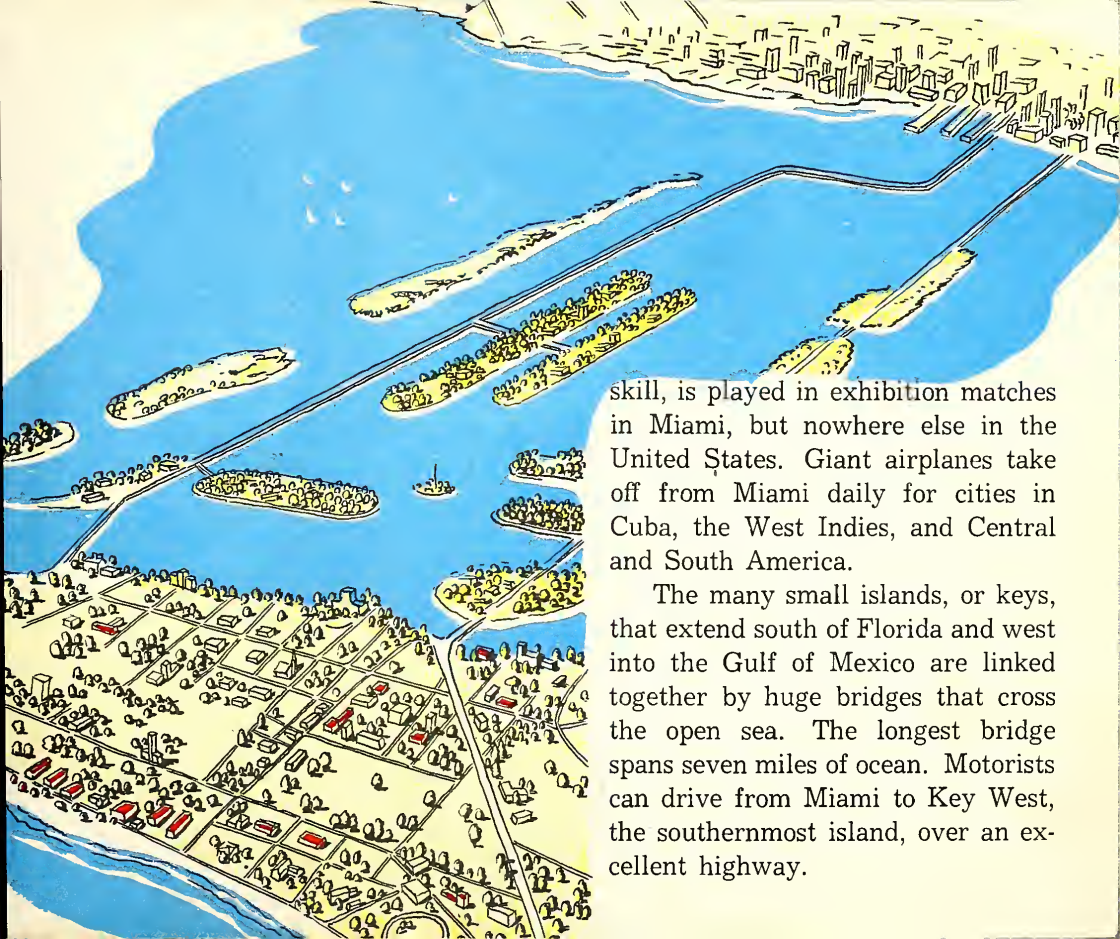 skill, is played in exhibition matches
in Miami, but nowhere else in the
United States. Giant airplanes take
off from Miami daily for cities in
Cuba, the West Indies, and Central
and South America.
The many small islands, or keys,
that extend south of Florida and west
into the Gulf of Mexico are linked
together by huge bridges that cross
the open sea. The longest bridge
spans seven miles of ocean. Motorists
can drive from Miami to Key West,
the southernmost island, over an ex-
cellent highway.